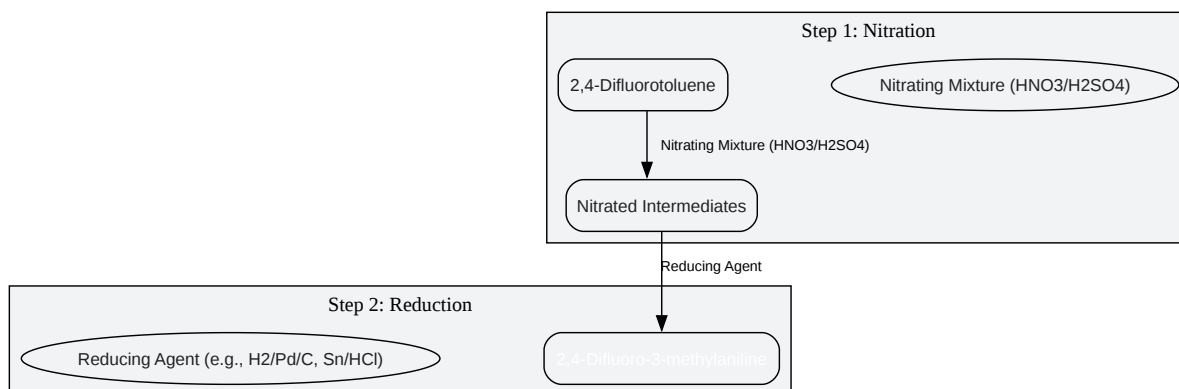 Step 1: Nitration
2,4-Difluorotoluene
Nitrating Mixture (HNO3/H2SO4)
Nitrating Mixture (HNO3/H2SO4)
Nitrated Intermediates
Reducing Agent
Step 2: Reduction
Reducing Agent (e.g., H2/Pd/C, Sn/HCl)
2,4-Difluoro-3-methylaniline